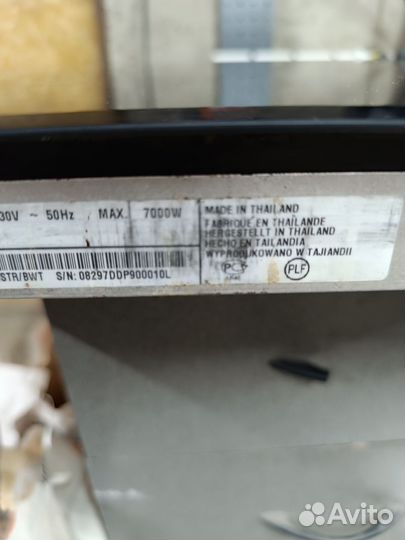 30V ~ 50Hz MAX. 7000W
STR/BWT S/N: 08297DDP900010L
MADE IN THAILAND
FABRIQUE EN THAILANDE
HERGESTELLT IN THAILAND
HECHO EN TAILANDIA
WYPRODUKOWANO W TAJIANDII
PLF
Avito